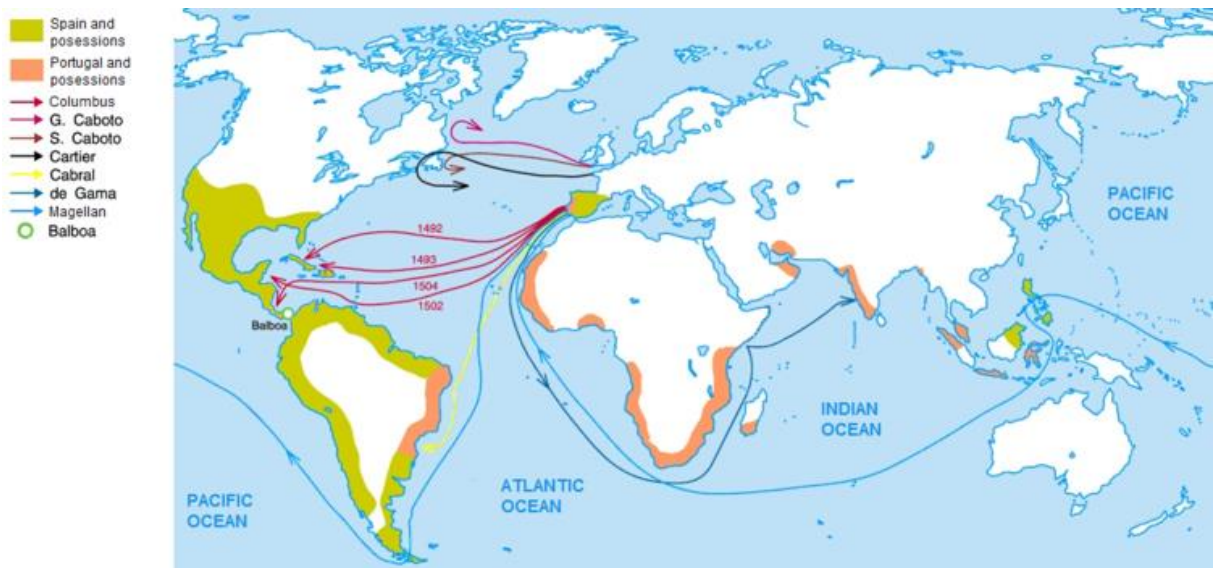 Spain and
posessions
Portugal and
posessions
Columbus
G. Caboto
S. Caboto
Cartier
Cabral
de Gama
Magellan
Balboa
PACIFIC
OCEAN
1492
1493
1504
1502
Balboa
INDIAN
OCEAN
ATLANTIC
OCEAN
PACIFIC
OCEAN